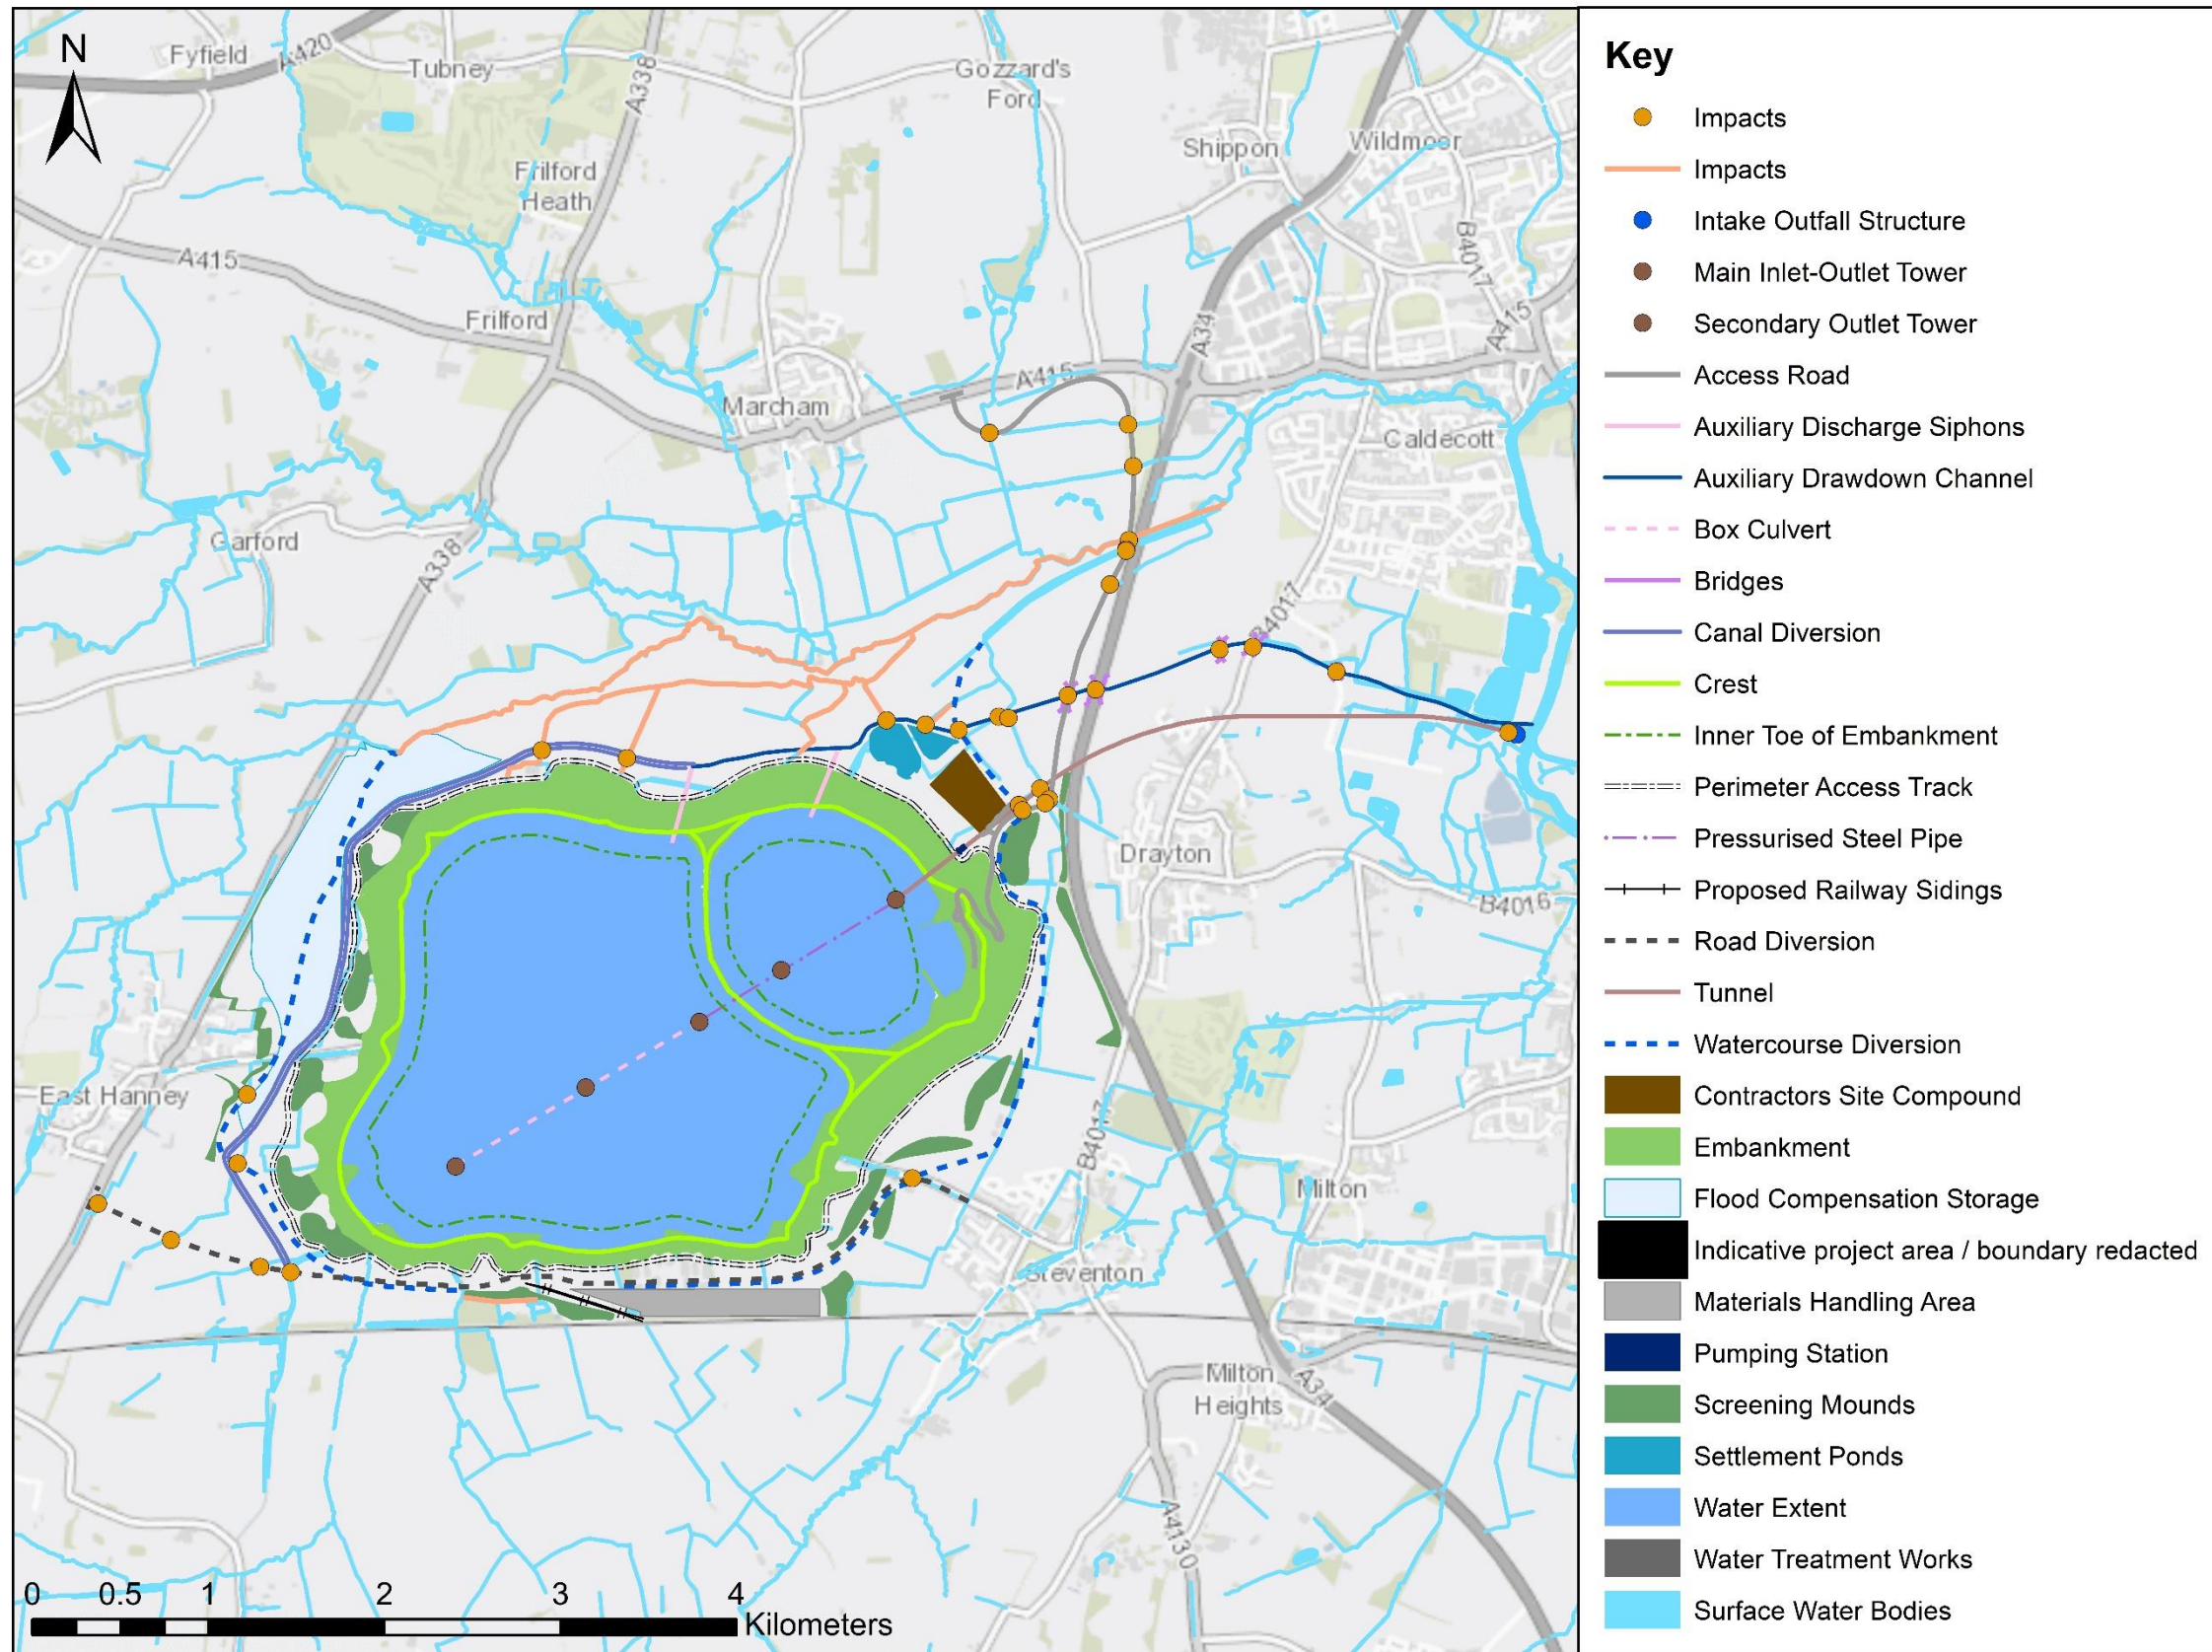 N
Fyfield
A420
Tubney
A338
Gozzard's
Ford
Shippon
Wildmoor
Frilford
Heath
B4017
A415
A415
A34
Frilford
A415
Marcham
Caldecott
Garford
A338
B4017
Drayton
B4016
East Hanney
B4017
Milton
Steventon
Milton
Heights
A34
A4130
0 0.5 1 2 3 4
Kilometers
Key
Impacts
Impacts
Intake Outfall Structure
Main Inlet-Outlet Tower
Secondary Outlet Tower
Access Road
Auxiliary Discharge Siphons
Auxiliary Drawdown Channel
Box Culvert
Bridges
Canal Diversion
Crest
Inner Toe of Embankment
Perimeter Access Track
Pressurised Steel Pipe
Proposed Railway Sidings
Road Diversion
Tunnel
Watercourse Diversion
Contractors Site Compound
Embankment
Flood Compensation Storage
Indicative project area / boundary redacted
Materials Handling Area
Pumping Station
Screening Mounds
Settlement Ponds
Water Extent
Water Treatment Works
Surface Water Bodies